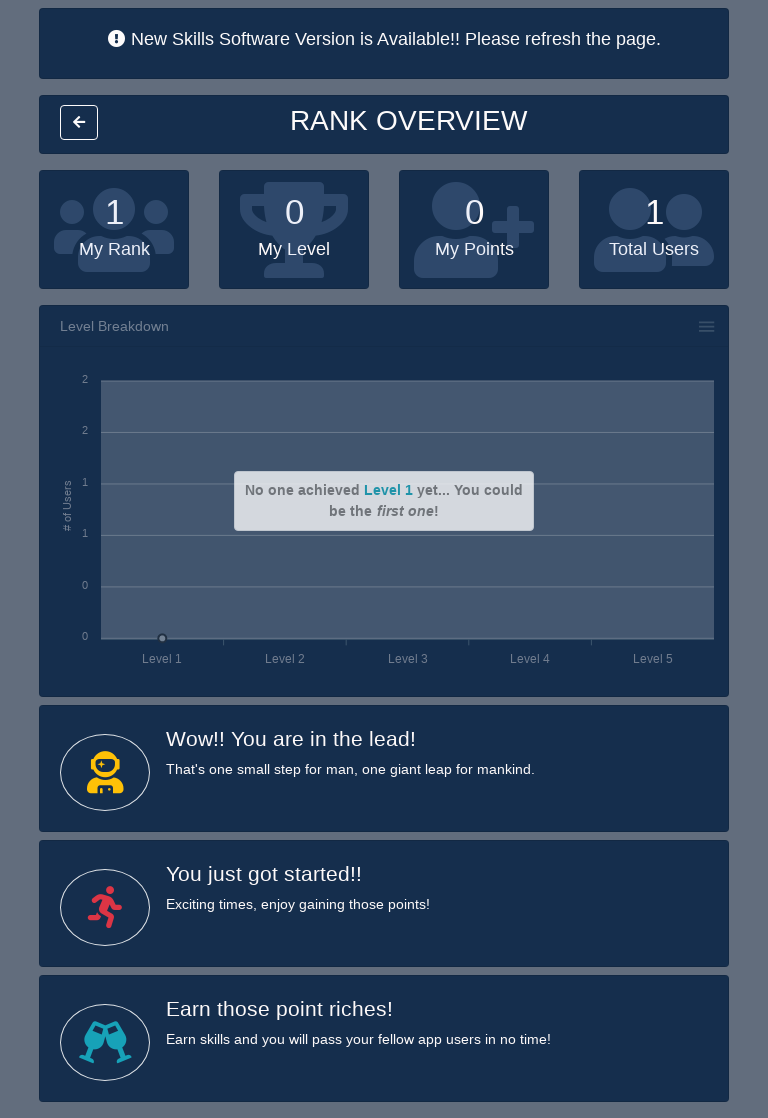 New Skills Software Version is Available!! Please refresh the page.
RANK OVERVIEW
1
My Rank
0
My Level
0
My Points
1
Total Users
Level Breakdown
# of Users
2
2
1
1
0
0
No one achieved Level 1 yet... You could
be the first one!
Level 1
Level 2
Level 3
Level 4
Level 5
Wow!! You are in the lead!
That's one small step for man, one giant leap for mankind.
You just got started!!
Exciting times, enjoy gaining those points!
Earn those point riches!
Earn skills and you will pass your fellow app users in no time!